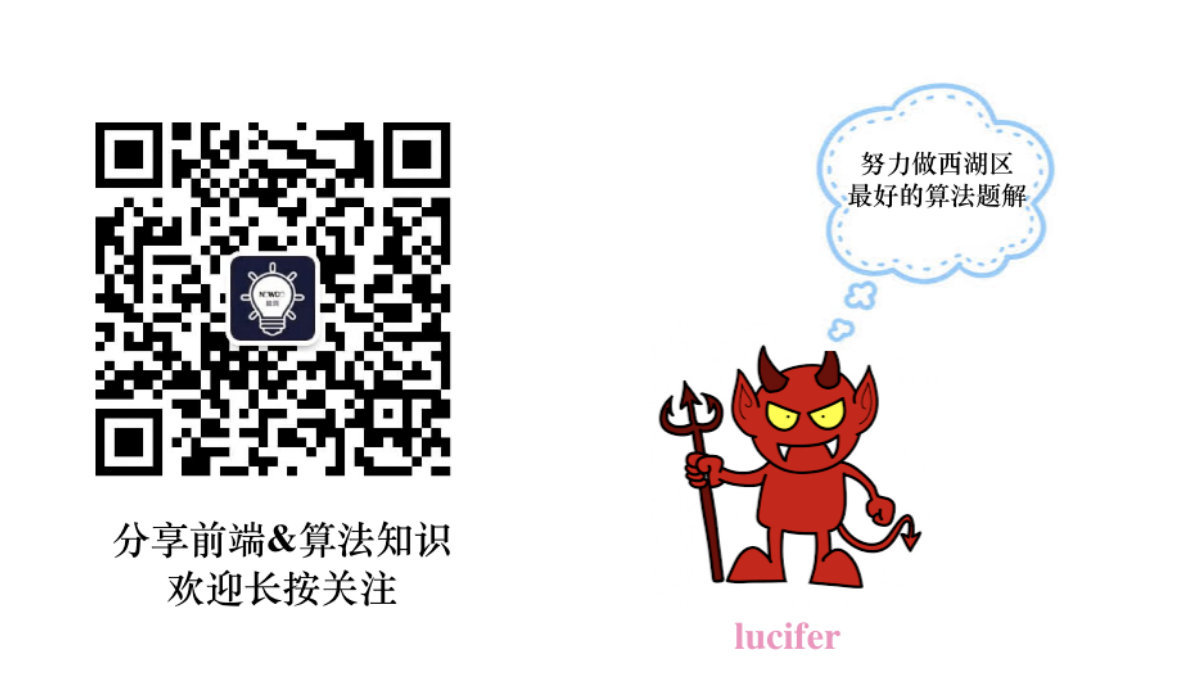 努力做西湖区
最好的算法题解
分享前端&算法知识
欢迎长按关注
lucifer